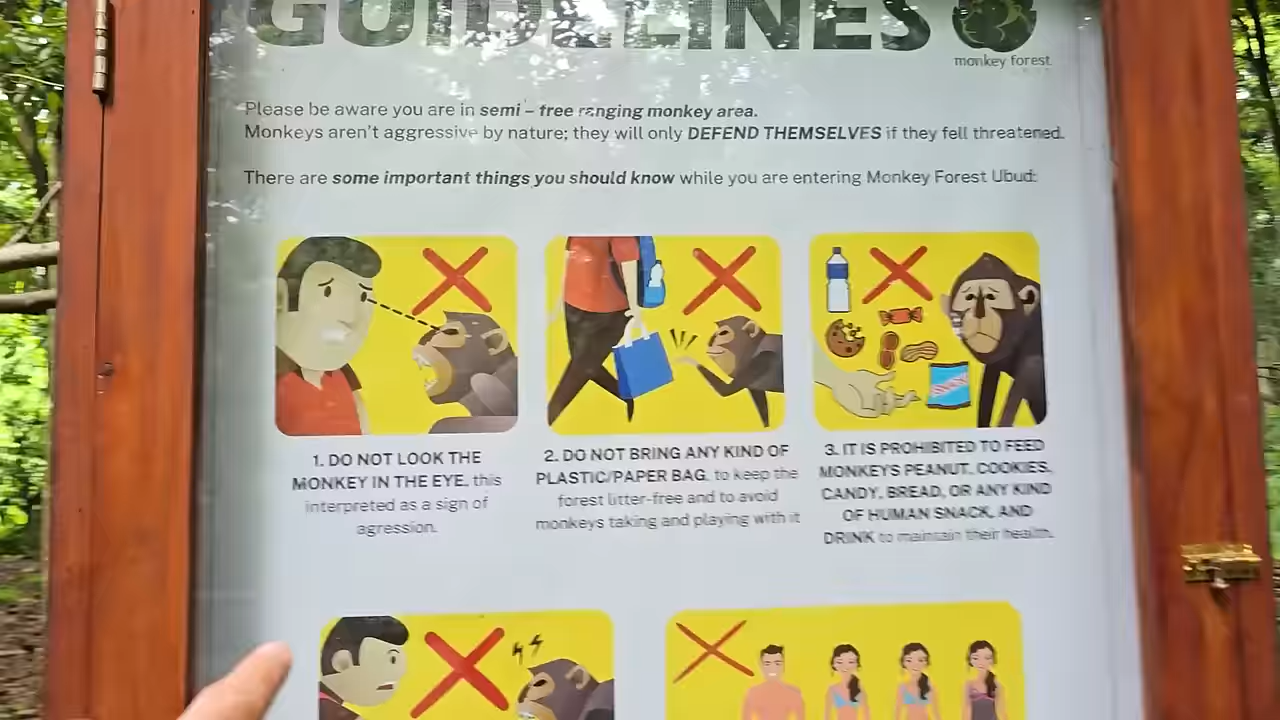 GUIDELINES
monkey forest
Please be aware you are in semi – free ranging monkey area.
Monkeys aren't aggressive by nature; they will only DEFEND THEMSELVES if they fell threatened.
There are some important things you should know while you are entering Monkey Forest Ubud:
1. DO NOT LOOK THE
MONKEY IN THE EYE, this
interpreted as a sign of
agression.
2. DO NOT BRING ANY KIND OF
PLASTIC/PAPER BAG, to keep the
forest litter-free and to avoid
monkeys taking and playing with it
3. IT IS PROHIBITED TO FEED
MONKEYS PEANUT, COOKIES,
CANDY, BREAD, OR ANY KIND
OF HUMAN SNACK, AND
DRINK to maintain their health.